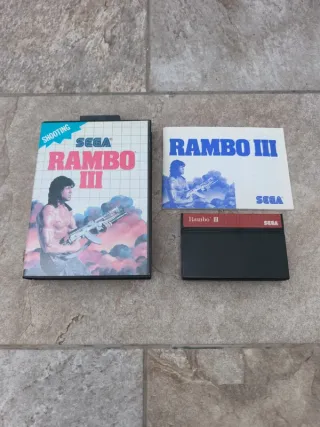 SHOOTING
SEGA
RAMBO
III
RAMBO III
SEGA
Rambo III
SEGA